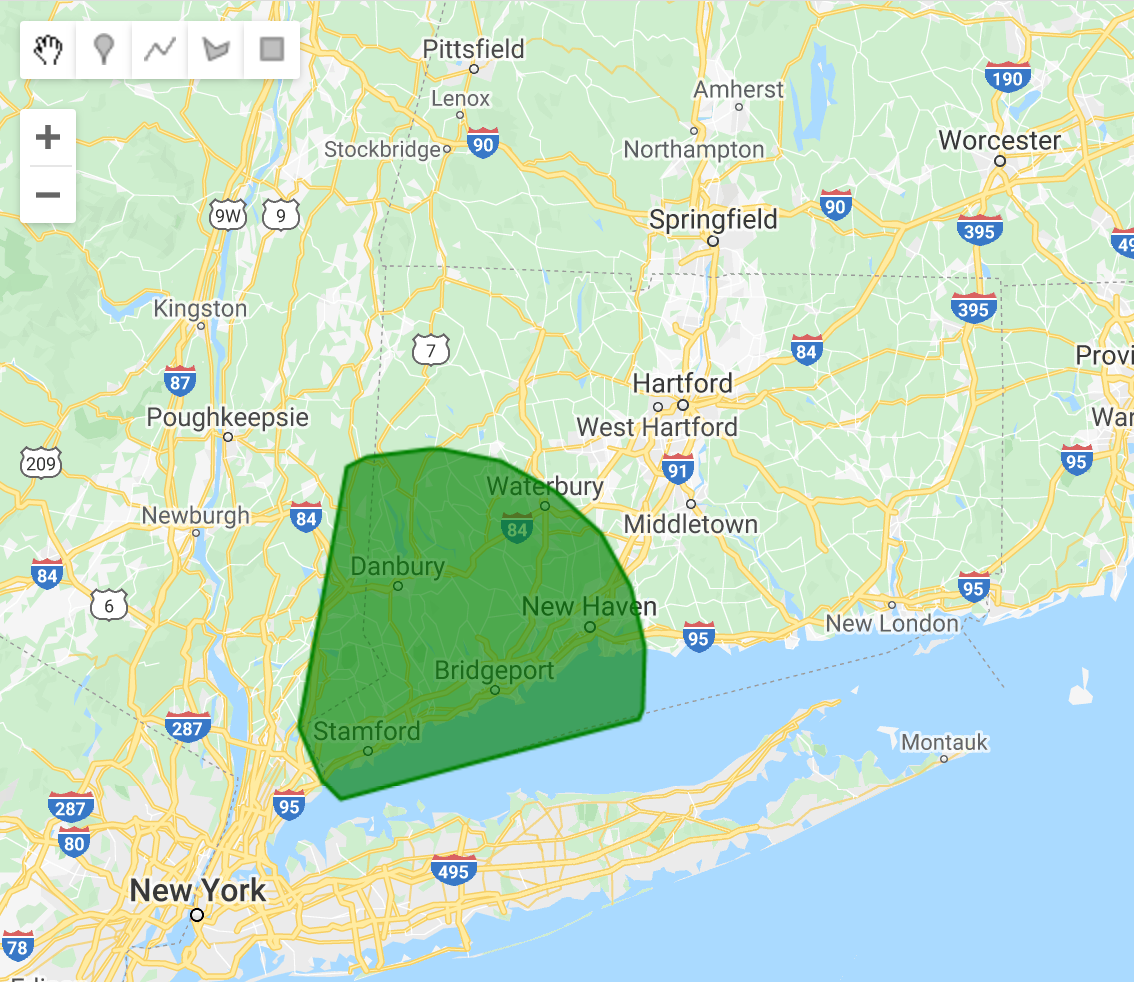 Pittsfield
190
Amherst
Lenox
+
90
Worcester
Stockbridge
Northampton
−
90
9W
9
Springfield
395
49
Kingston
395
7
84
Provi
87
Hartford
Poughkeepsie
West Hartford
War
209
91
95
Waterbury
Newburgh
84
84
Middletown
Danbury
84
95
6
New Haven
New London
95
Bridgeport
287
Stamford
Montauk
287
95
80
495
New York
78
Edi